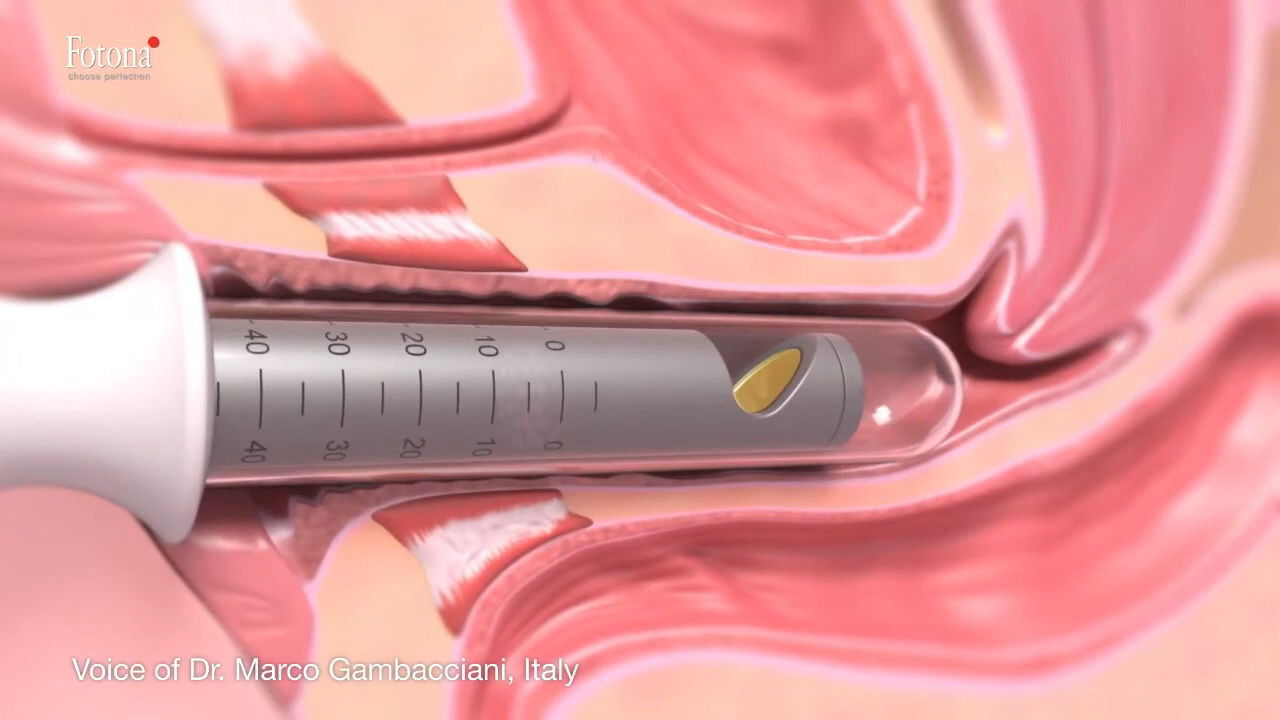 Fotona
choose perfection
40 30 20 10 0
40 30 20 10 0
Voice of Dr. Marco Gambacciani, Italy